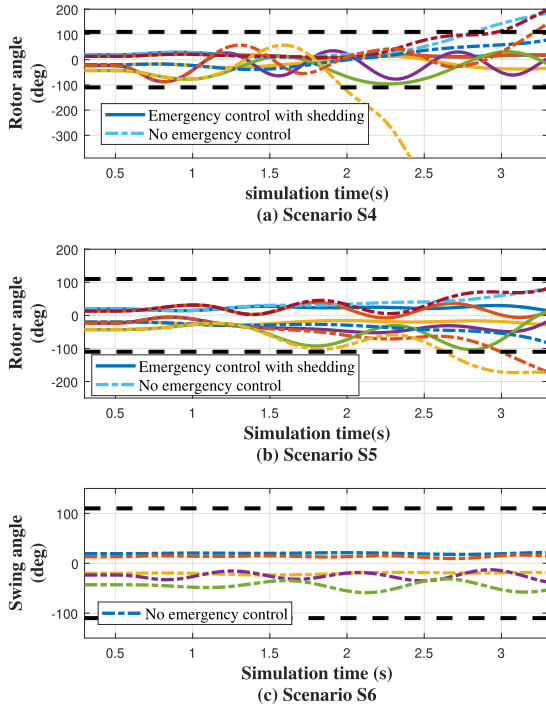 200
100
0
-100
-200
-300
Rotor angle
(deg)
Emergency control with shedding
No emergency control
0.5 1 1.5 2 2.5 3
simulation time(s)
(a) Scenario S4
200
100
0
-100
-200
Rotor angle
(deg)
Emergency control with shedding
No emergency control
0.5 1 1.5 2 2.5 3
Simulation time(s)
(b) Scenario S5
100
0
-100
Swing angle
(deg)
No emergency control
0.5 1 1.5 2 2.5 3
Simulation time (s)
(c) Scenario S6